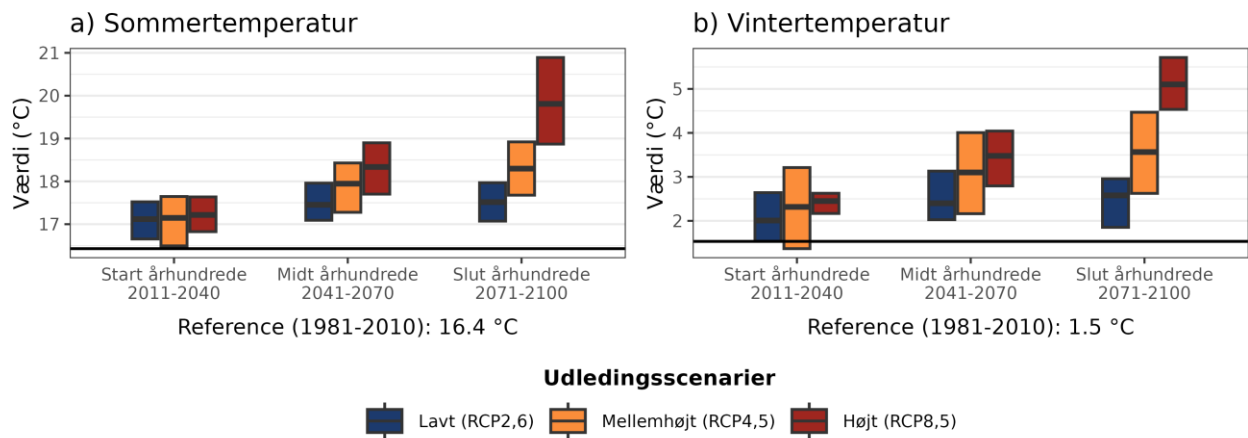 a) Sommertemperatur
b) Vintertemperatur
Værdi (°C)
21
20
19
18
17
Start århundrede
2011-2040
Midt århundrede
2041-2070
Slut århundrede
2071-2100
Reference (1981-2010): 16.4 °C
Værdi (°C)
5
4
3
2
Start århundrede
2011-2040
Midt århundrede
2041-2070
Slut århundrede
2071-2100
Reference (1981-2010): 1.5 °C
Udledingsscenarier
Lavt (RCP2,6)
Mellemhøjt (RCP4,5)
Højt (RCP8,5)